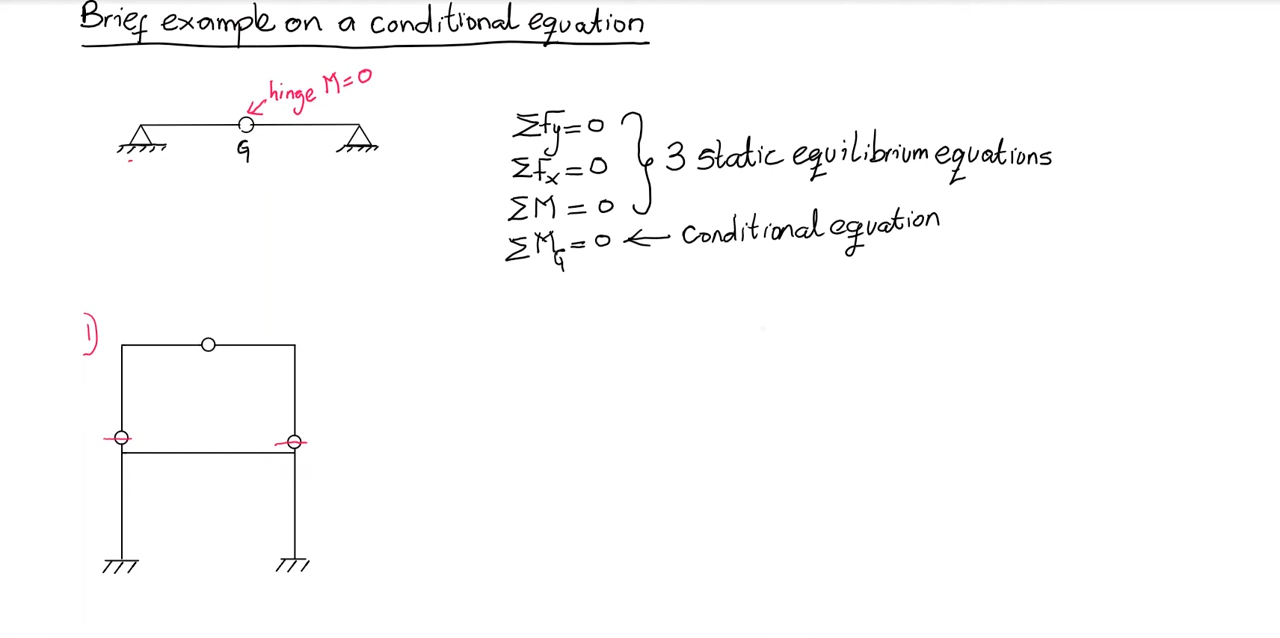 Brief example on a conditional equation
hinge M=0
G
ΣFy=0
ΣFx=0
ΣM=0
3 static equilibrium equations
ΣMG=0 ← conditional equation
1)